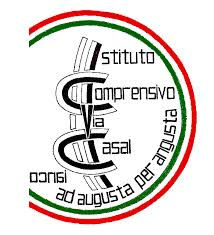 Istituto
Comprensivo
Via
Casal
ad augusta per angusta